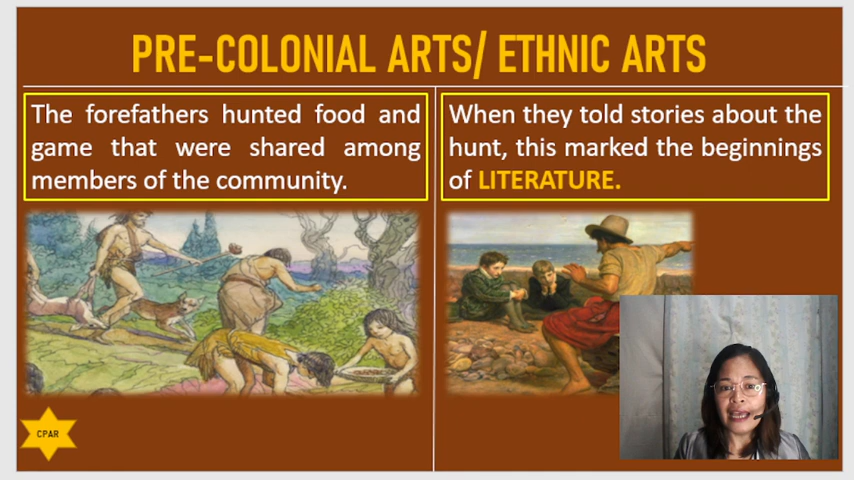 PRE-COLONIAL ARTS/ ETHNIC ARTS
The forefathers hunted food and
game that were shared among
members of the community.
When they told stories about the
hunt, this marked the beginnings
of LITERATURE.
CPAR